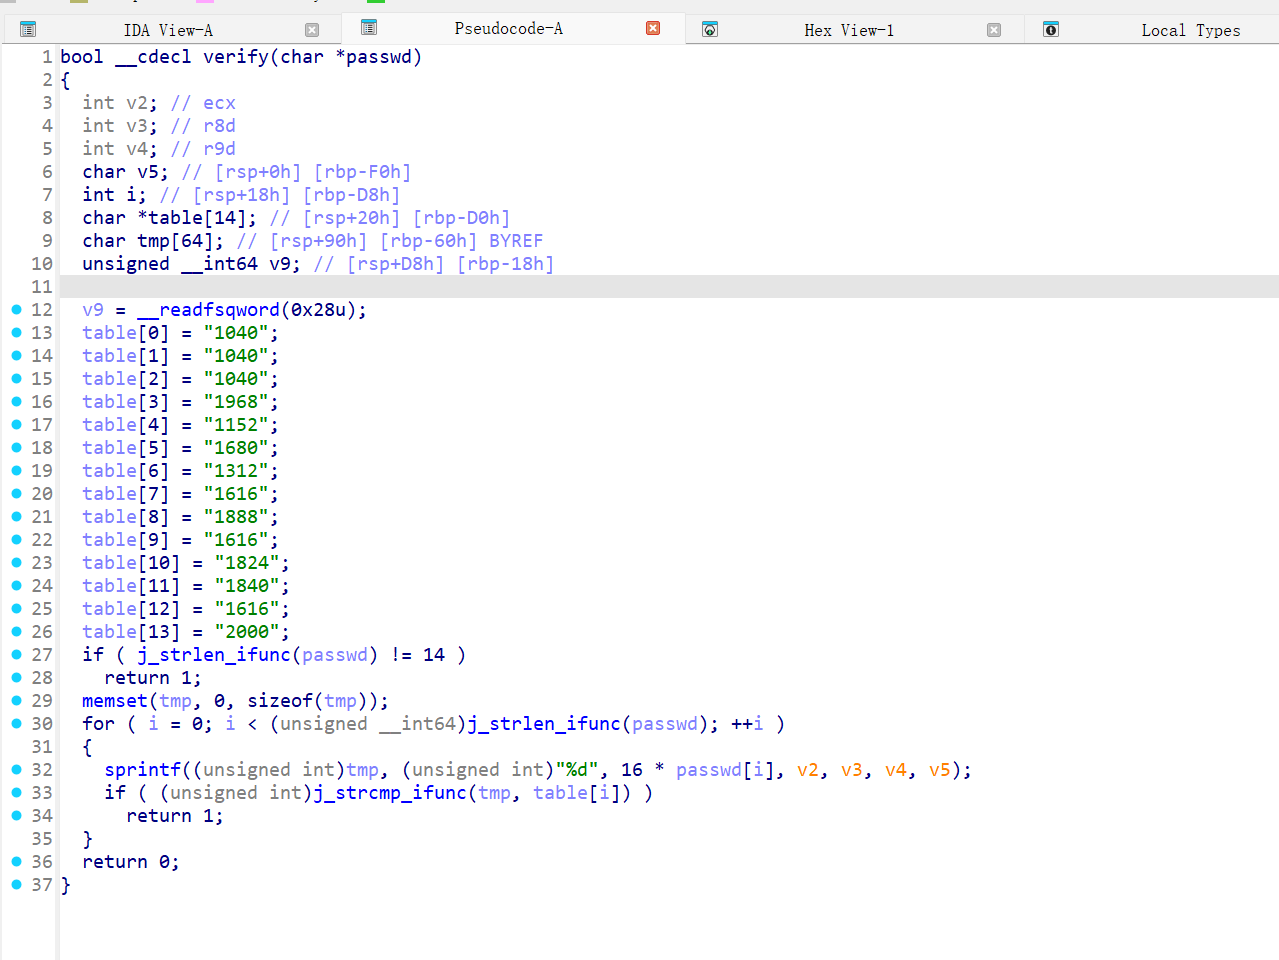 IDA View-A Pseudocode-A Hex View-1 Local Types
1 bool __cdecl verify(char *passwd)
2 {
3   int v2; // ecx
4   int v3; // r8d
5   int v4; // r9d
6   char v5; // [rsp+0h] [rbp-F0h]
7   int i; // [rsp+18h] [rbp-D8h]
8   char *table[14]; // [rsp+20h] [rbp-D0h]
9   char tmp[64]; // [rsp+90h] [rbp-60h] BYREF
10   unsigned __int64 v9; // [rsp+D8h] [rbp-18h]
11
12   v9 = __readfsqword(0x28u);
13   table[0] = "1040";
14   table[1] = "1040";
15   table[2] = "1040";
16   table[3] = "1968";
17   table[4] = "1152";
18   table[5] = "1680";
19   table[6] = "1312";
20   table[7] = "1616";
21   table[8] = "1888";
22   table[9] = "1616";
23   table[10] = "1824";
24   table[11] = "1840";
25   table[12] = "1616";
26   table[13] = "2000";
27   if ( j_strlen_ifunc(passwd) != 14 )
28     return 1;
29   memset(tmp, 0, sizeof(tmp));
30   for ( i = 0; i < (unsigned __int64)j_strlen_ifunc(passwd); ++i )
31   {
32     sprintf((unsigned int)tmp, (unsigned int)"%d", 16 * passwd[i], v2, v3, v4, v5);
33     if ( (unsigned int)j_strcmp_ifunc(tmp, table[i]) )
34       return 1;
35   }
36   return 0;
37 }